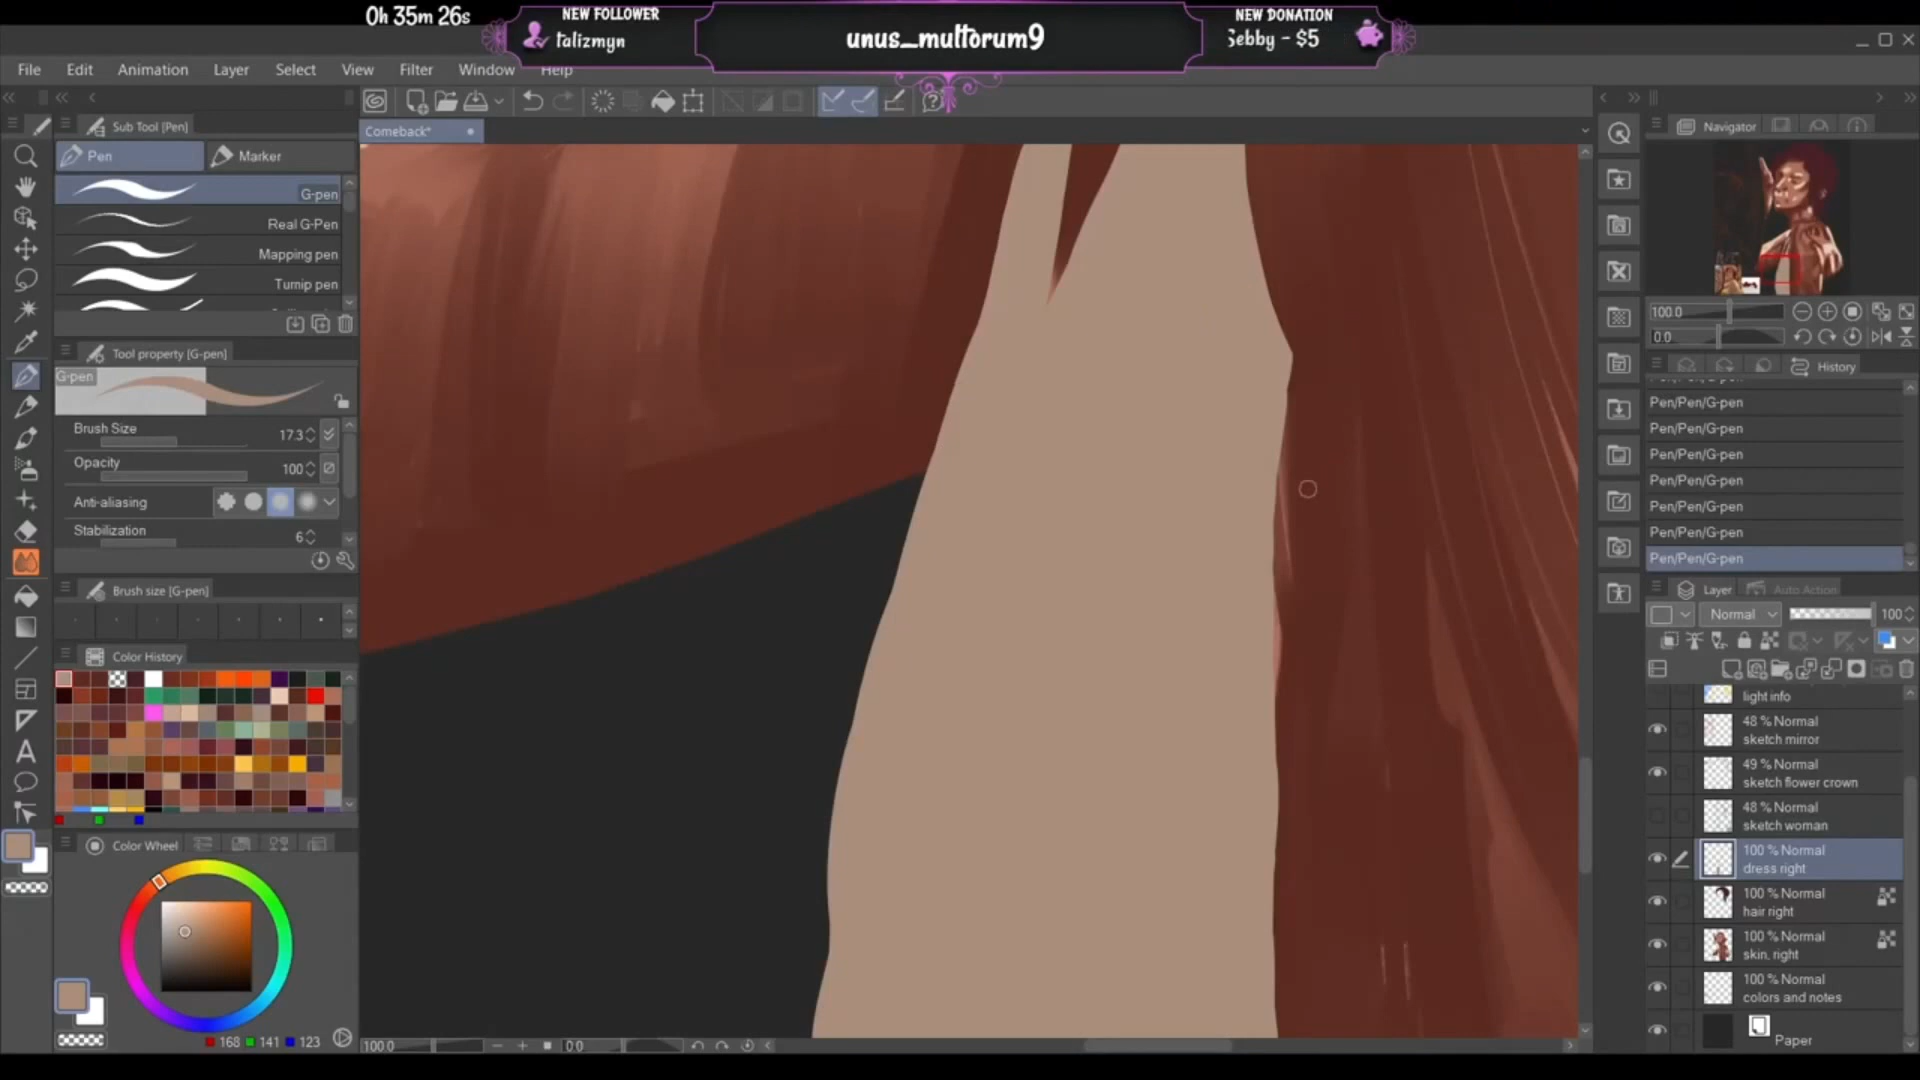 0h 35m 26s
NEW FOLLOWER
talizmyn
unus_multorum9
NEW DONATION
Sebby - $5
File Edit Animation Layer Select View Filter Window Help
Sub Tool [Pen]
Pen Marker
G-pen
Real G-Pen
Mapping pen
Turnip pen
Tool property [G-pen]
G-pen
Brush Size 17.3
Opacity 100
Anti-aliasing
Stabilization 6
Brush size [G-pen]
Color History
Color Wheel
168 141 123
Comeback*
100.0 0.0
Navigator
100.0
0.0
History
Pen/Pen/G-pen
Pen/Pen/G-pen
Pen/Pen/G-pen
Pen/Pen/G-pen
Pen/Pen/G-pen
Pen/Pen/G-pen
Pen/Pen/G-pen
Layer Auto Action
Normal 100
light info
48 % Normal
sketch mirror
49 % Normal
sketch flower crown
48 % Normal
sketch woman
100 % Normal
dress right
100 % Normal
hair right
100 % Normal
skin, right
100 % Normal
colors and notes
Paper